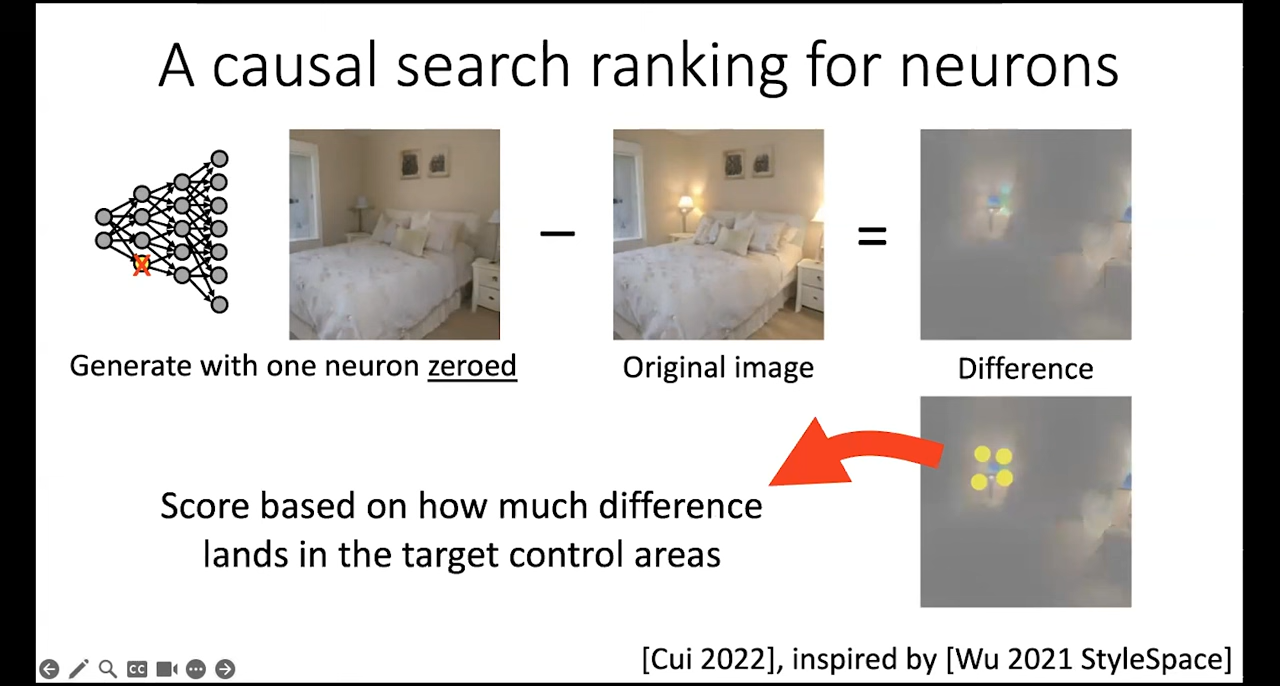 A causal search ranking for neurons
X
−
=
Generate with one neuron zeroed
Original image
Difference
Score based on how much difference
lands in the target control areas
[Cui 2022], inspired by [Wu 2021 StyleSpace]
CC